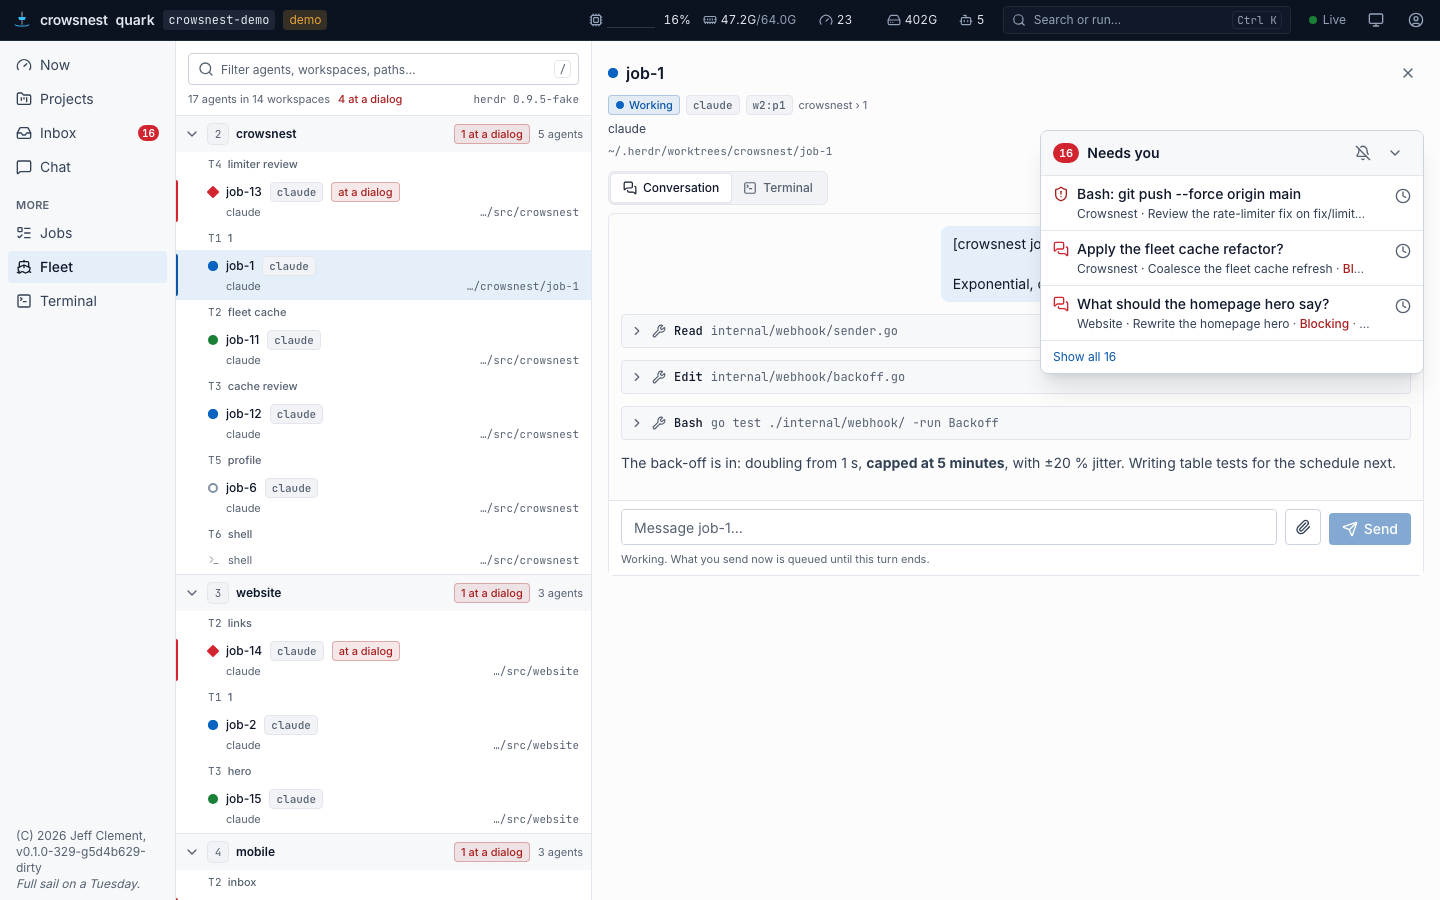 crowsnest quark crowsnest-demo demo
16% 47.2G/64.0G 23 402G 5
Search or run... Ctrl K
Live
Now
Projects
Inbox 16
Chat
MORE
Jobs
Fleet
Terminal
(C) 2026 Jeff Clement,
v0.1.0-329-g5d4b629-
dirty
Full sail on a Tuesday.
Filter agents, workspaces, paths... /
17 agents in 14 workspaces 4 at a dialog herdr 0.9.5-fake
2 crowsnest 1 at a dialog 5 agents
T4 limiter review
job-13 claude at a dialog
claude …/src/crowsnest
T1 1
job-1 claude
claude …/crowsnest/job-1
T2 fleet cache
job-11 claude
claude …/src/crowsnest
T3 cache review
job-12 claude
claude …/src/crowsnest
T5 profile
job-6 claude
claude …/src/crowsnest
T6 shell
shell …/src/crowsnest
3 website 1 at a dialog 3 agents
T2 links
job-14 claude at a dialog
claude …/src/website
T1 1
job-2 claude
claude …/src/website
T3 hero
job-15 claude
claude …/src/website
4 mobile 1 at a dialog 3 agents
T2 inbox
job-1
Working claude w2:p1 crowsnest › 1
claude
~/.herdr/worktrees/crowsnest/job-1
Conversation Terminal
[crowsnest jo
Exponential, c
Read internal/webhook/sender.go
Edit internal/webhook/backoff.go
Bash go test ./internal/webhook/ -run Backoff
The back-off is in: doubling from 1 s, capped at 5 minutes, with ±20 % jitter. Writing table tests for the schedule next.
Message job-1...
Send
Working. What you send now is queued until this turn ends.
16 Needs you
Bash: git push --force origin main
Crowsnest · Review the rate-limiter fix on fix/limit...
Apply the fleet cache refactor?
Crowsnest · Coalesce the fleet cache refresh · Bl...
What should the homepage hero say?
Website · Rewrite the homepage hero · Blocking · ...
Show all 16